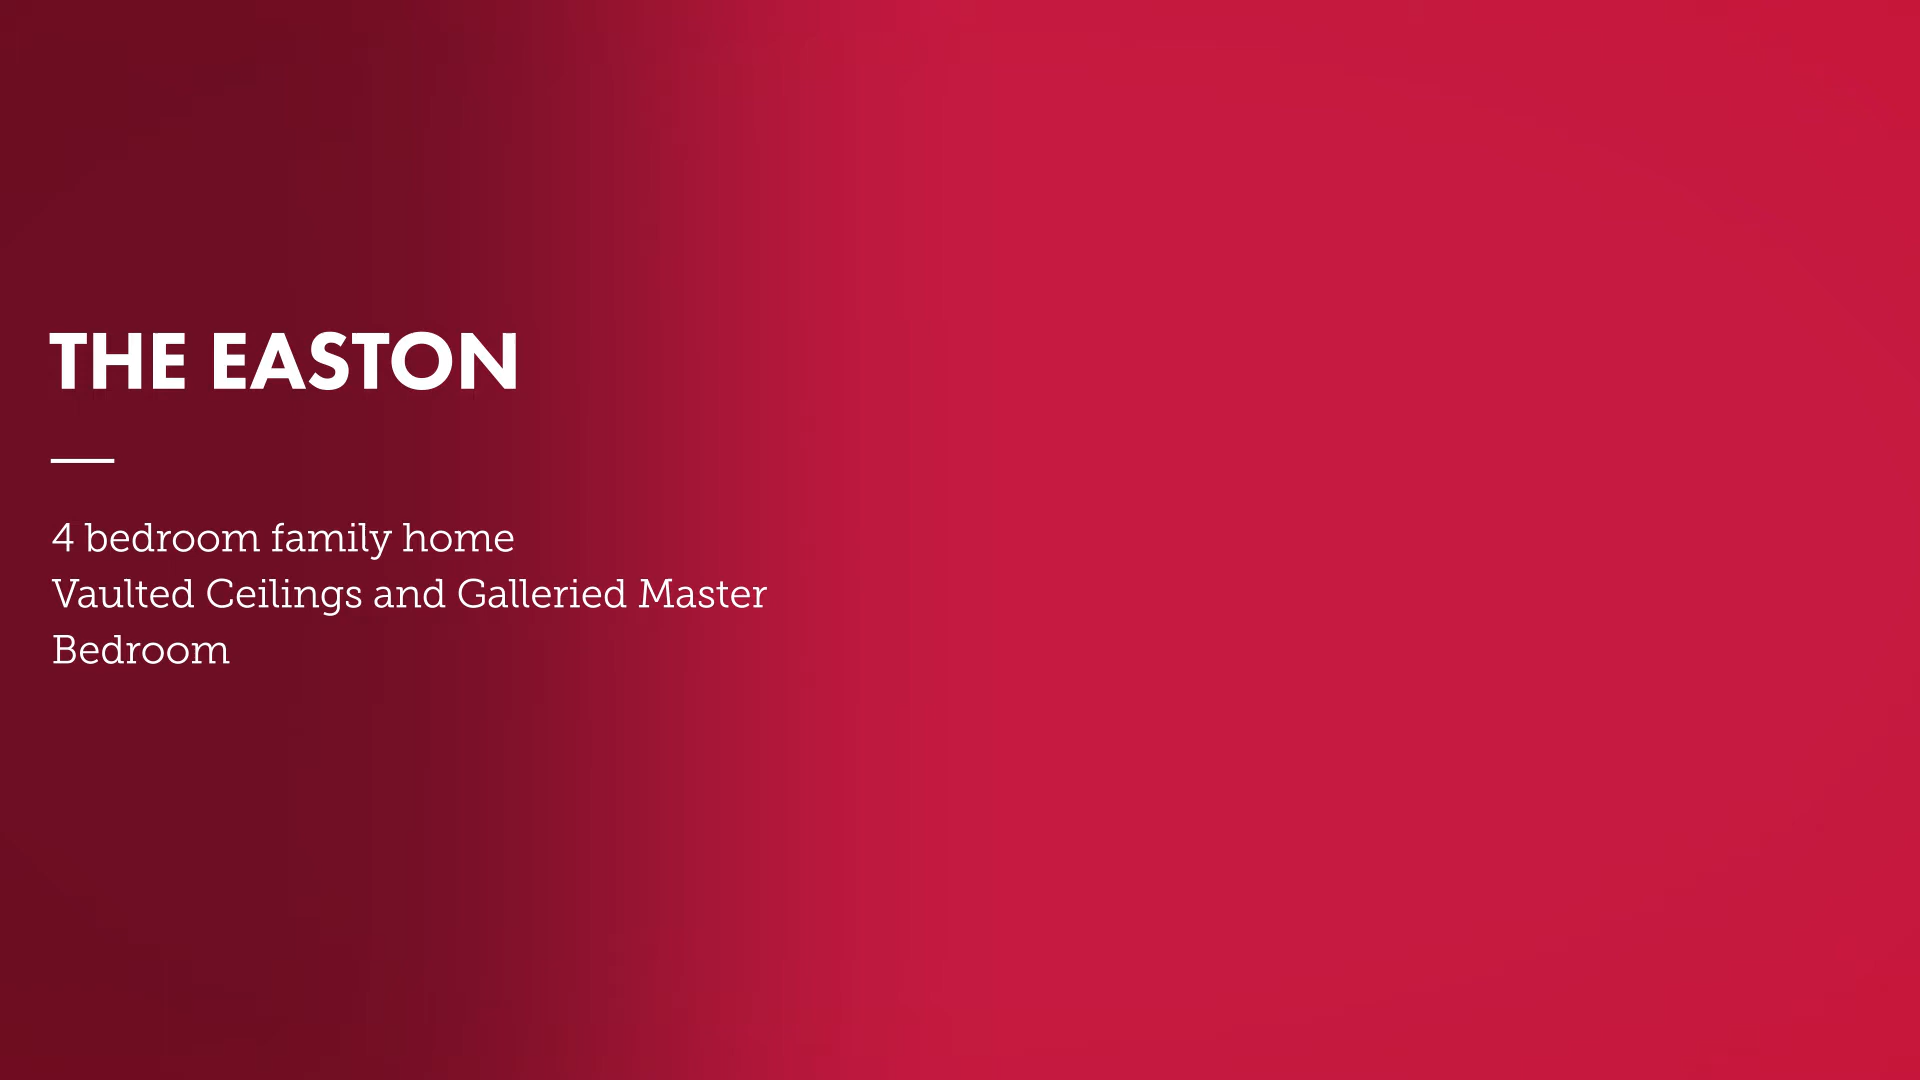 THE EASTON
4 bedroom family home
Vaulted Ceilings and Galleried Master
Bedroom